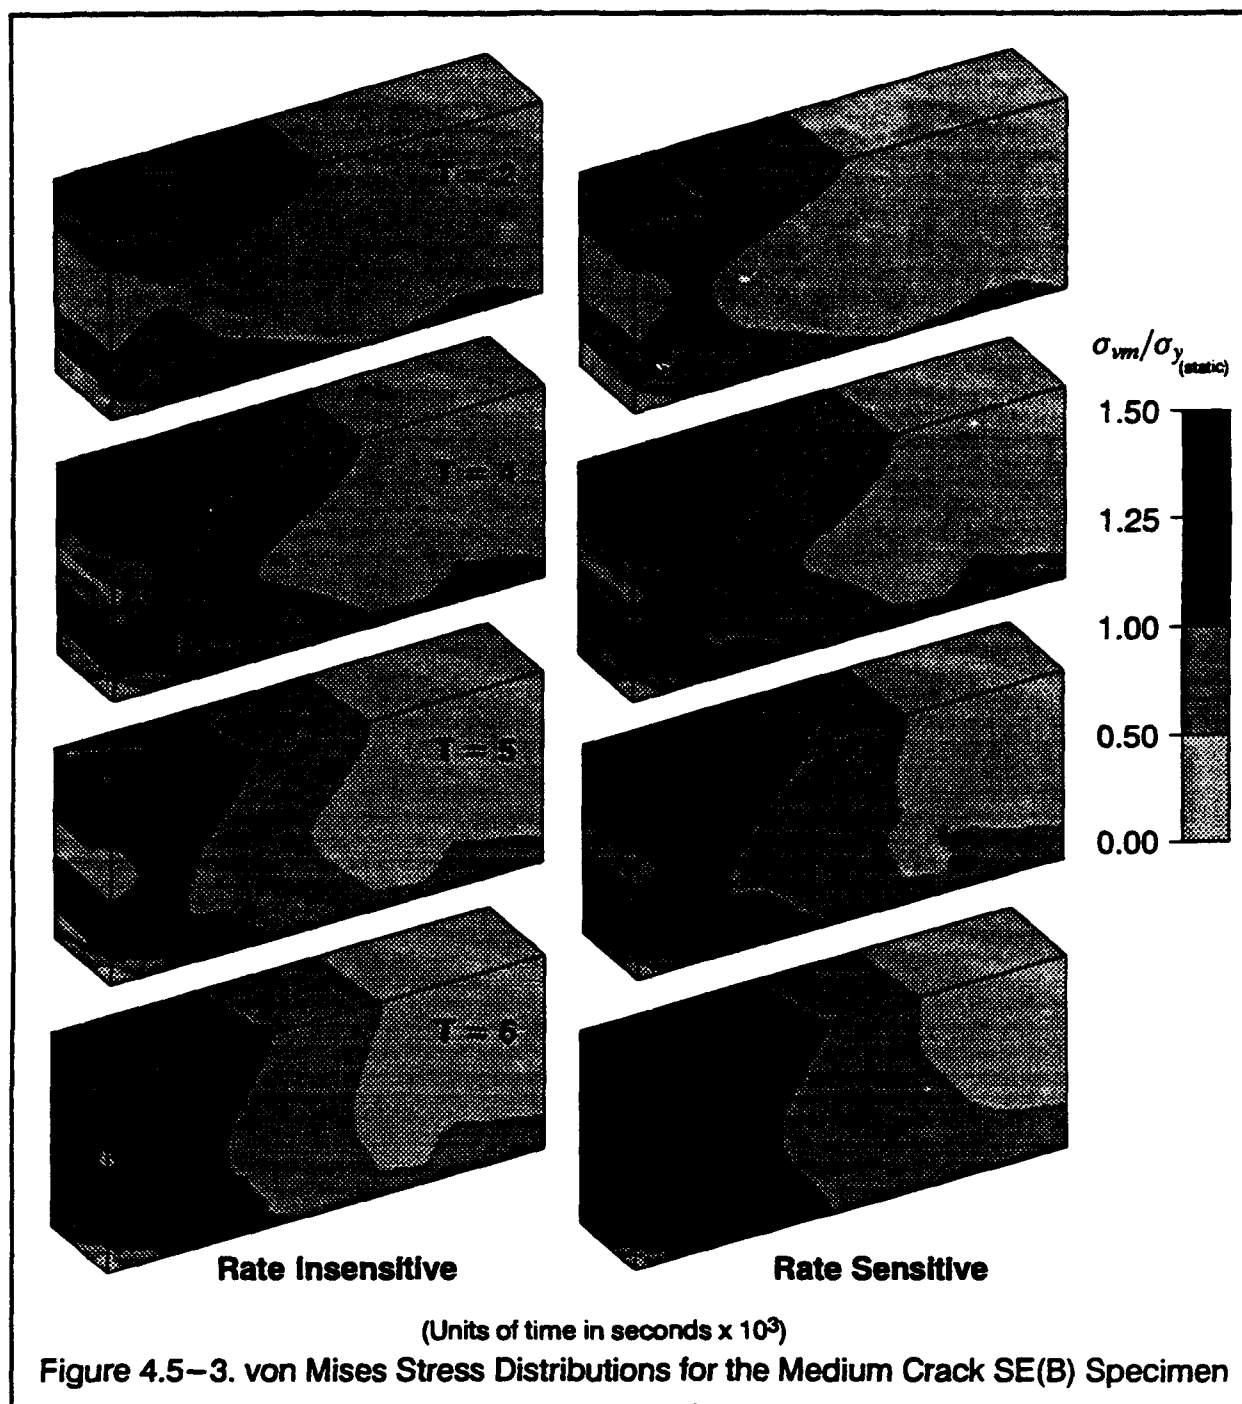 T = 2
σvm/σy(static)
1.50
T = 4
1.25
1.00
0.50
T = 5
0.00
T = 6
Rate Insensitive
Rate Sensitive
(Units of time in seconds x 10³)
Figure 4.5–3. von Mises Stress Distributions for the Medium Crack SE(B) Specimen